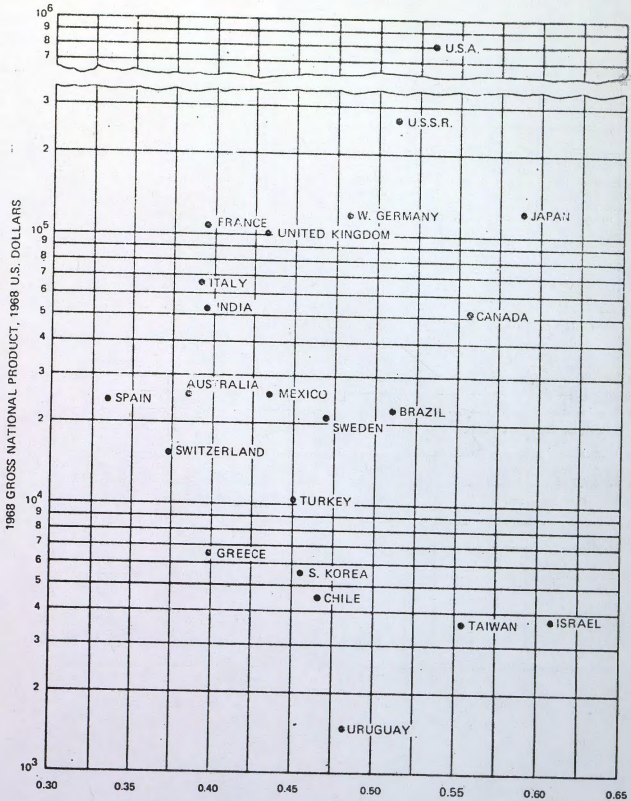 10^6
9
8
7
U.S.A.
3
U.S.S.R.
2
FRANCE
W. GERMANY
JAPAN
10^5
UNITED KINGDOM
9
8
7
6
ITALY
INDIA
5
CANADA
4
3
AUSTRALIA
SPAIN
MEXICO
BRAZIL
2
SWEDEN
SWITZERLAND
10^4
TURKEY
9
8
7
6
GREECE
5
S. KOREA
CHILE
4
TAIWAN
ISRAEL
3
2
URUGUAY
10^3
0.30 0.35 0.40 0.45 0.50 0.55 0.60 0.65
1968 GROSS NATIONAL PRODUCT, 1968 U.S. DOLLARS